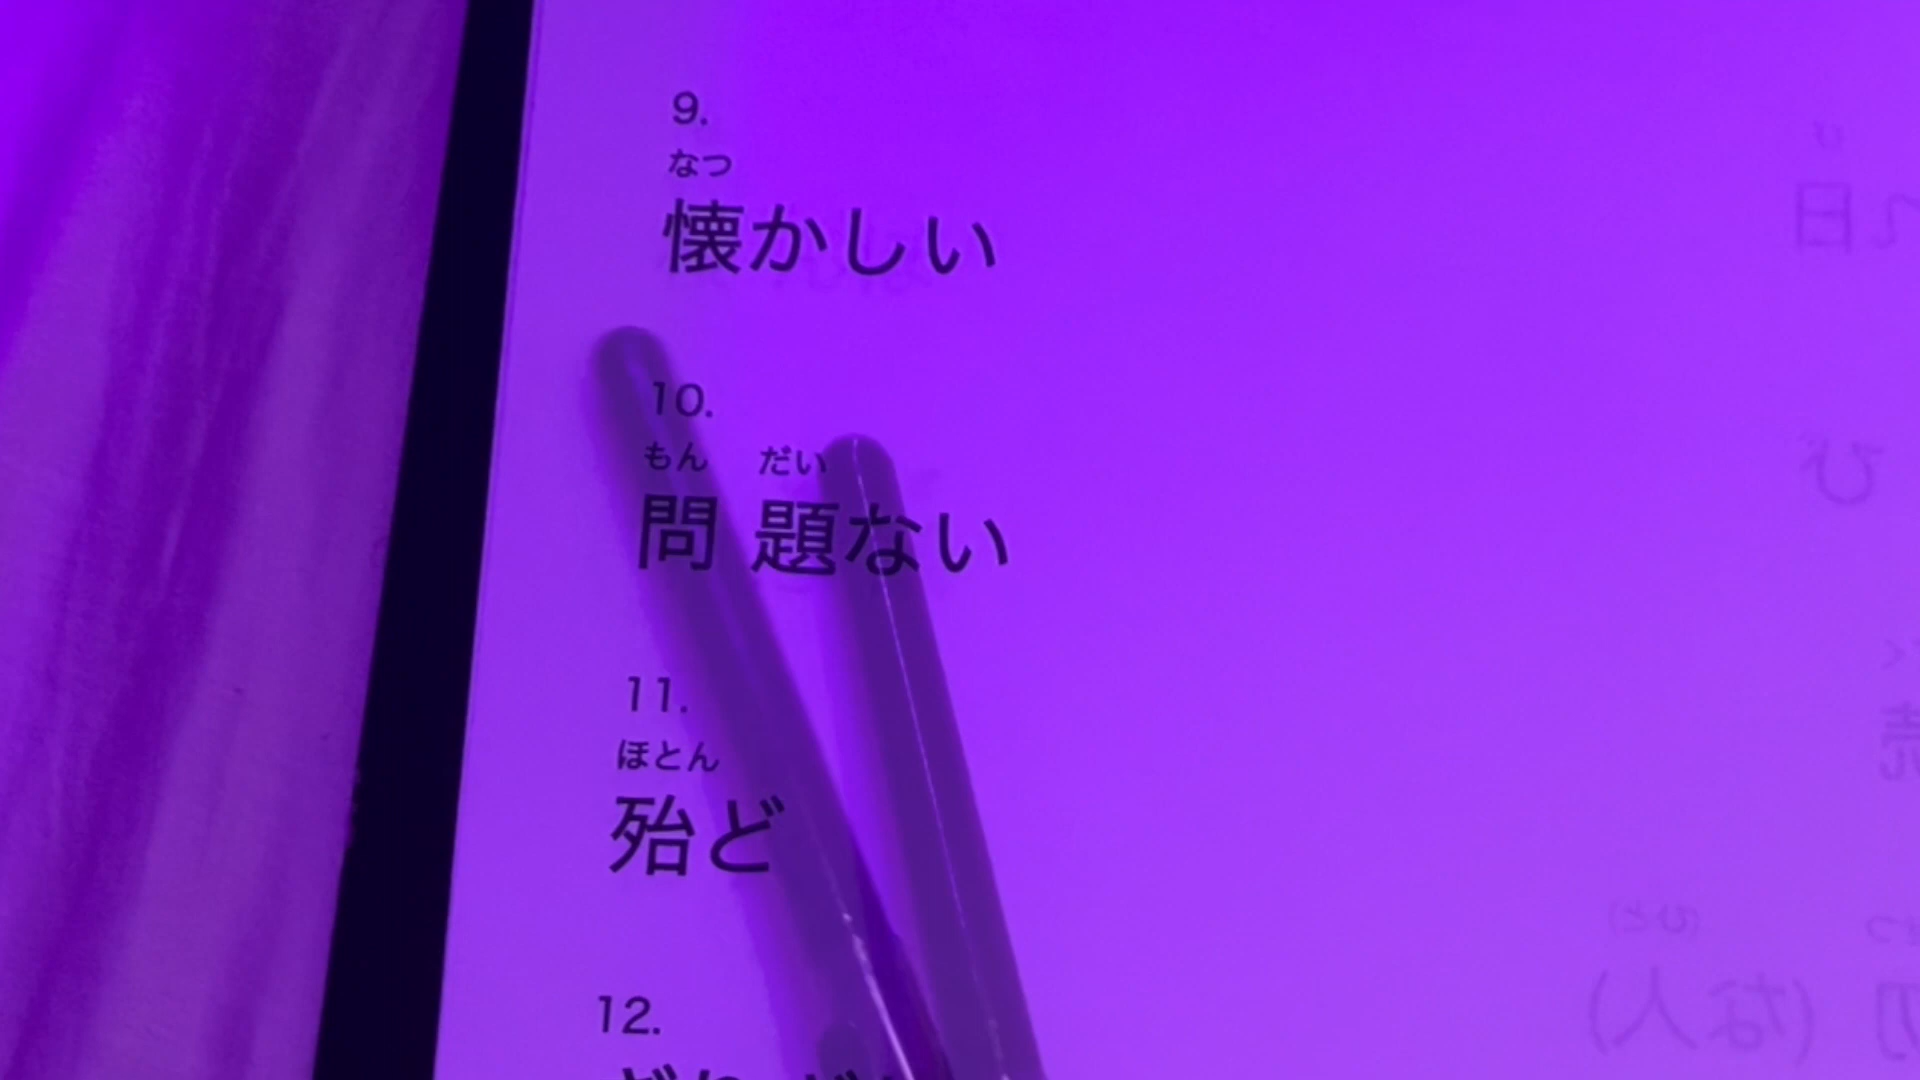 9.
なつ
懐かしい
10.
もん だい
問題ない
11.
ほとん
殆ど
12.